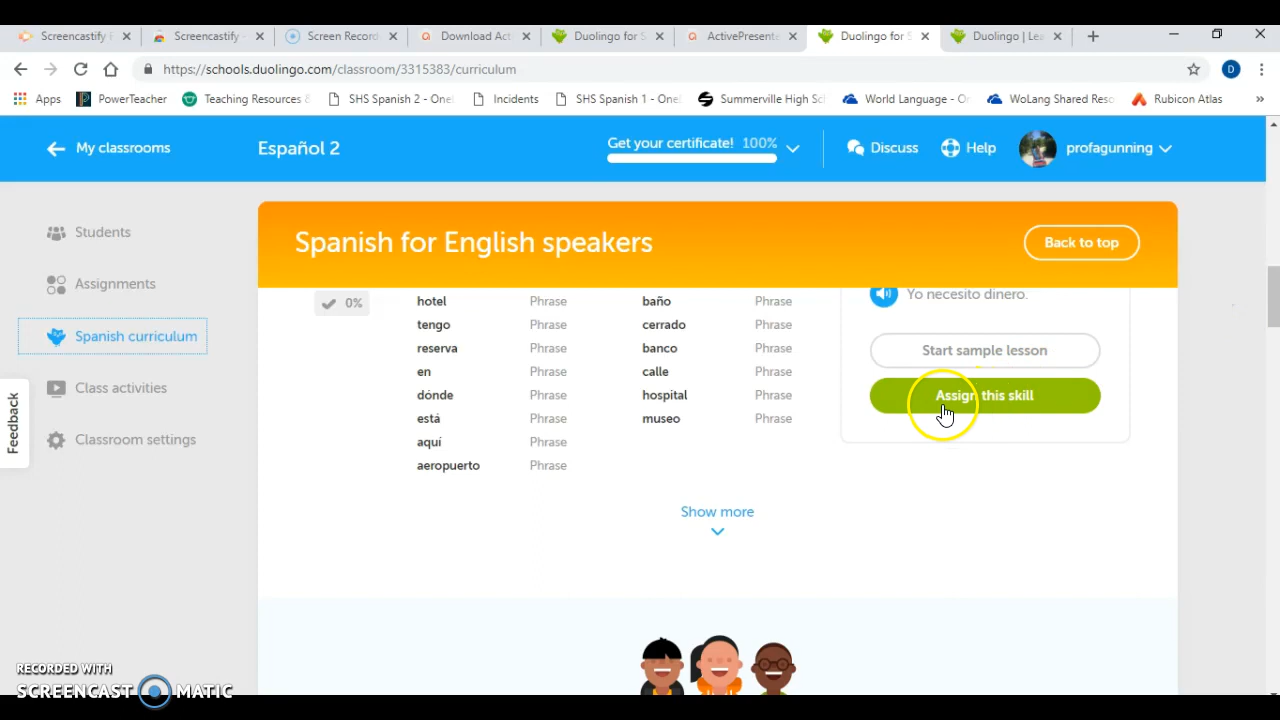 Screencastify F
Screencastify -
Screen Record
Download Act
Duolingo for S
ActivePresente
Duolingo for S
Duolingo | Lea
https://schools.duolingo.com/classroom/3315383/curriculum
D
Apps
PowerTeacher
Teaching Resources &
SHS Spanish 2 - Onel
Incidents
SHS Spanish 1 - Onel
Summerville High Sch
World Language - On
WoLang Shared Reso
Rubicon Atlas
»
My classrooms
Español 2
Get your certificate! 100%
Discuss
Help
profagunning
Students
Assignments
Spanish curriculum
Class activities
Classroom settings
Feedback
Spanish for English speakers
Back to top
0%
hotel Phrase baño Phrase
tengo Phrase cerrado Phrase
reserva Phrase banco Phrase
en Phrase calle Phrase
dónde Phrase hospital Phrase
está Phrase museo Phrase
aquí Phrase
aeropuerto Phrase
Yo necesito dinero.
Start sample lesson
Assign this skill
Show more
RECORDED WITH
SCREENCAST MATIC